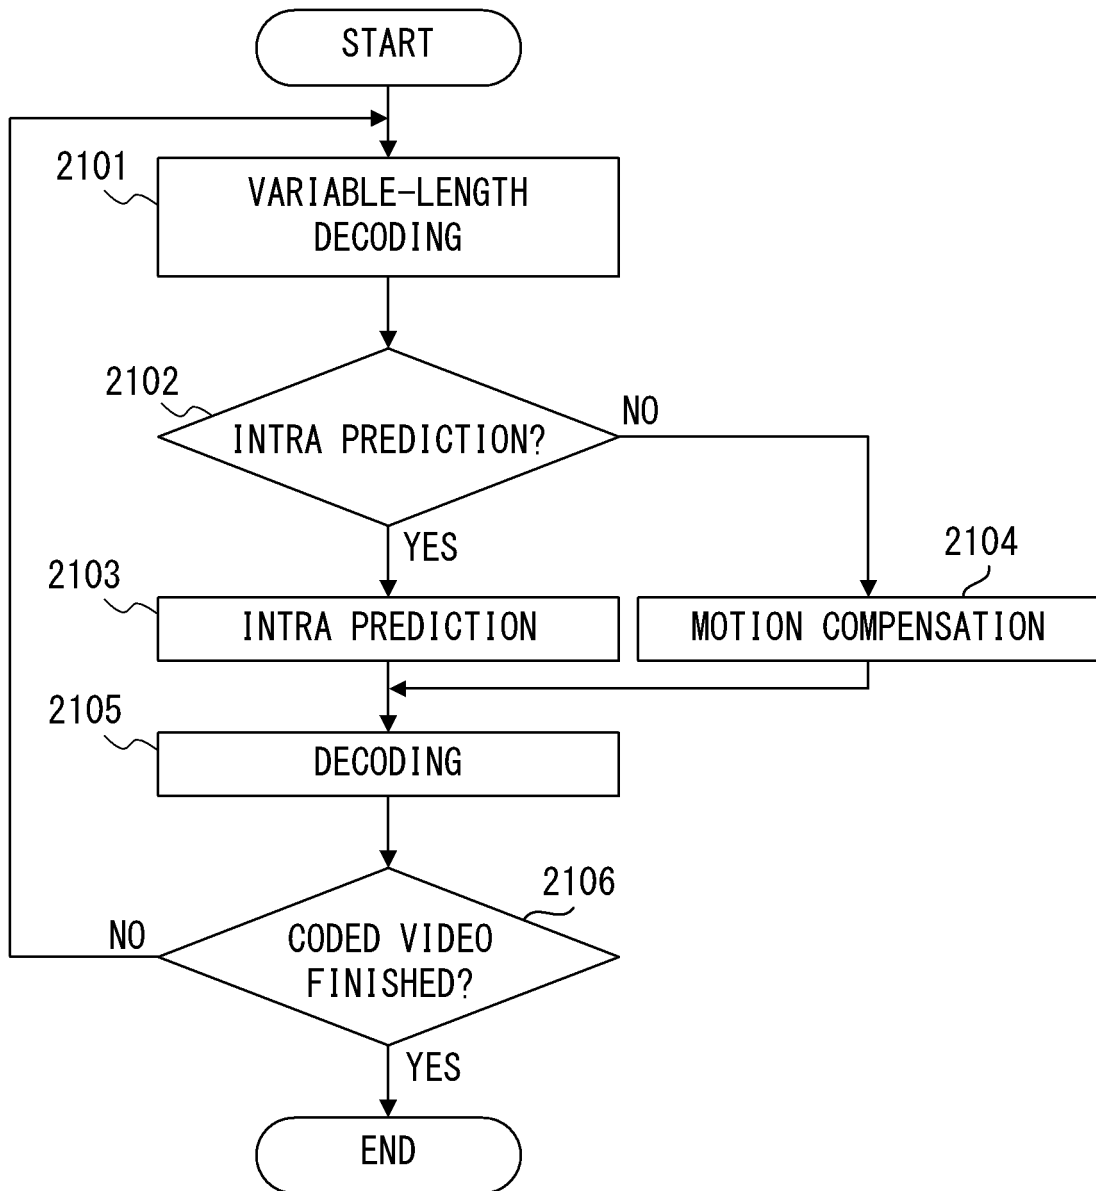 START
2101
VARIABLE-LENGTH
DECODING
2102
INTRA PREDICTION?
NO
YES
2103
INTRA PREDICTION
2104
MOTION COMPENSATION
2105
DECODING
2106
CODED VIDEO
FINISHED?
NO
YES
END